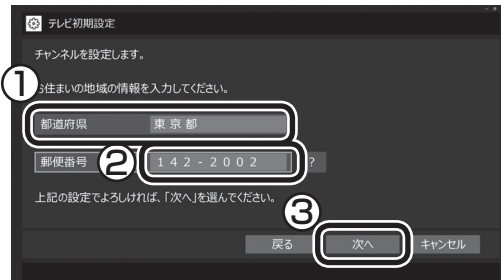 テレビ初期設定
チャンネルを設定します。
①
お住まいの地域の情報を入力してください。
都道府県 東京都
郵便番号 ② 142-2002 ?
上記の設定でよろしければ、「次へ」を選んでください。
③
戻る 次へ キャンセル